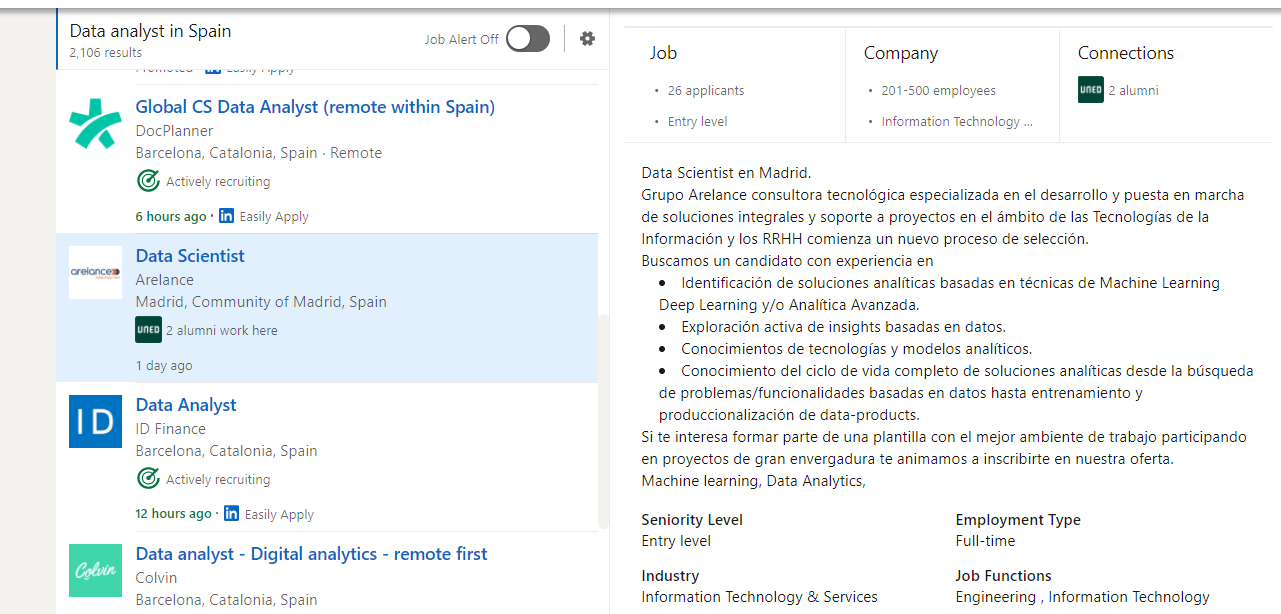 Data analyst in Spain
2,106 results
Job Alert Off
Promoted · in Easily Apply
Global CS Data Analyst (remote within Spain)
DocPlanner
Barcelona, Catalonia, Spain · Remote
Actively recruiting
6 hours ago · in Easily Apply
arelance
Data Scientist
Arelance
Madrid, Community of Madrid, Spain
UNED 2 alumni work here
1 day ago
ID
Data Analyst
ID Finance
Barcelona, Catalonia, Spain
Actively recruiting
12 hours ago · in Easily Apply
Colvin
Data analyst - Digital analytics - remote first
Colvin
Barcelona, Catalonia, Spain
Job
• 26 applicants
• Entry level
Company
• 201-500 employees
• Information Technology ...
Connections
UNED 2 alumni
Data Scientist en Madrid.
Grupo Arelance consultora tecnológica especializada en el desarrollo y puesta en marcha
de soluciones integrales y soporte a proyectos en el ámbito de las Tecnologías de la
Información y los RRHH comienza un nuevo proceso de selección.
Buscamos un candidato con experiencia en
• Identificación de soluciones analíticas basadas en técnicas de Machine Learning
Deep Learning y/o Analítica Avanzada.
• Exploración activa de insights basadas en datos.
• Conocimientos de tecnologías y modelos analíticos.
• Conocimiento del ciclo de vida completo de soluciones analíticas desde la búsqueda
de problemas/funcionalidades basadas en datos hasta entrenamiento y
produccionalización de data-products.
Si te interesa formar parte de una plantilla con el mejor ambiente de trabajo participando
en proyectos de gran envergadura te animamos a inscribirte en nuestra oferta.
Machine learning, Data Analytics,
Seniority Level
Entry level
Employment Type
Full-time
Industry
Information Technology & Services
Job Functions
Engineering , Information Technology